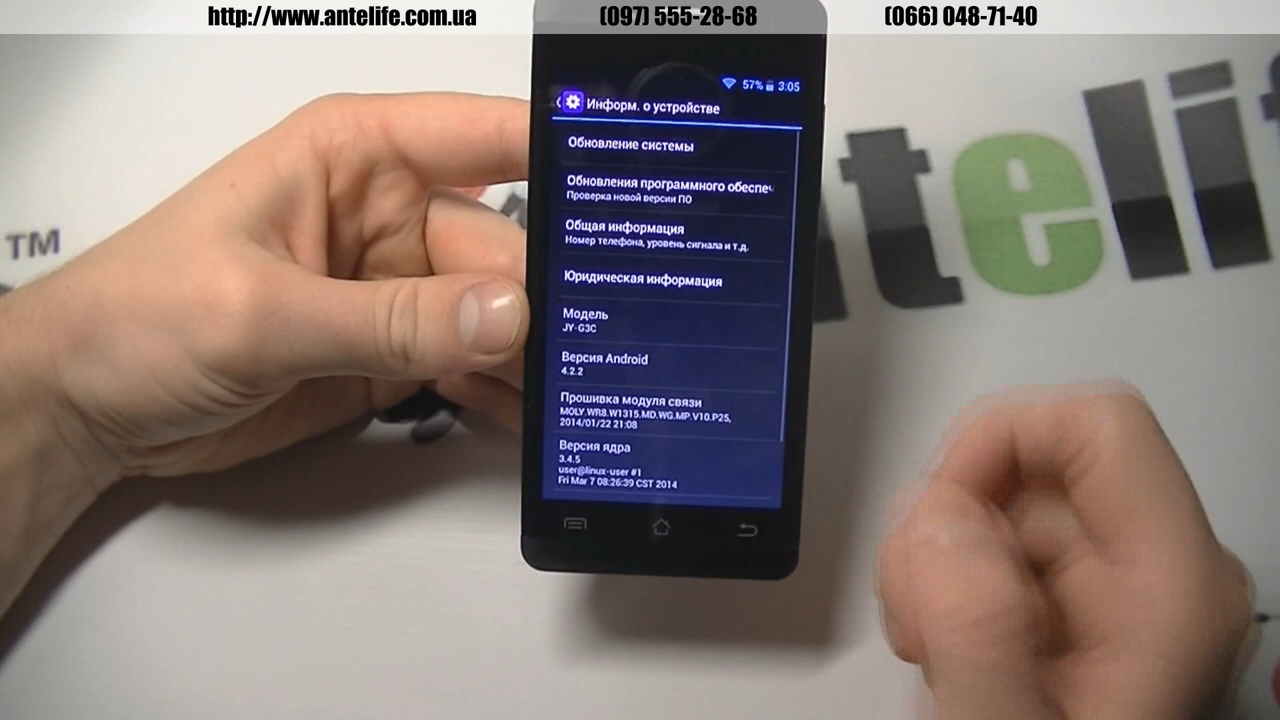 http://www.antelife.com.ua (097) 555-28-68 (066) 048-71-40
57% 3:05
Информ. о устройстве
Обновление системы
Обновления программного обеспеч
Проверка новой версии ПО
Общая информация
Номер телефона, уровень сигнала и т.д.
Юридическая информация
Модель
JY-G3C
Версия Android
4.2.2
Прошивка модуля связи
MOLY.WR8.W1315.MD.WG.MP.V10.P25,
2014/01/22 21:08
Версия ядра
3.4.5
user@linux-user #1
Fri Mar 7 08:26:39 CST 2014
TM
ntelif